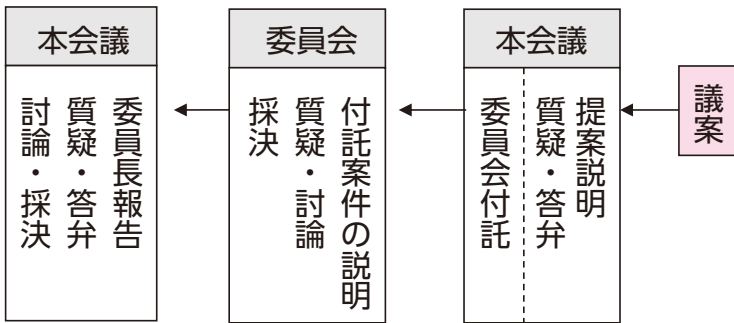 議案
本会議
提案説明
質疑・答弁
委員会付託
委員会
付託案件の説明
質疑・討論
採決
本会議
委員長報告
質疑・答弁
討論・採決